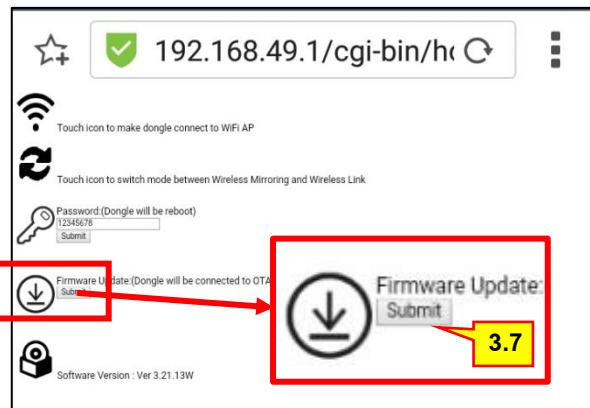 192.168.49.1/cgi-bin/h
Touch icon to make dongle connect to WiFi AP
Touch icon to switch mode between Wireless Mirroring and Wireless Link
Password:(Dongle will be reboot)
12345678
Submit
Firmware Update:(Dongle will be connected to OTA
Submit
Firmware Update:
Submit
3.7
Software Version : Ver 3.21.13W